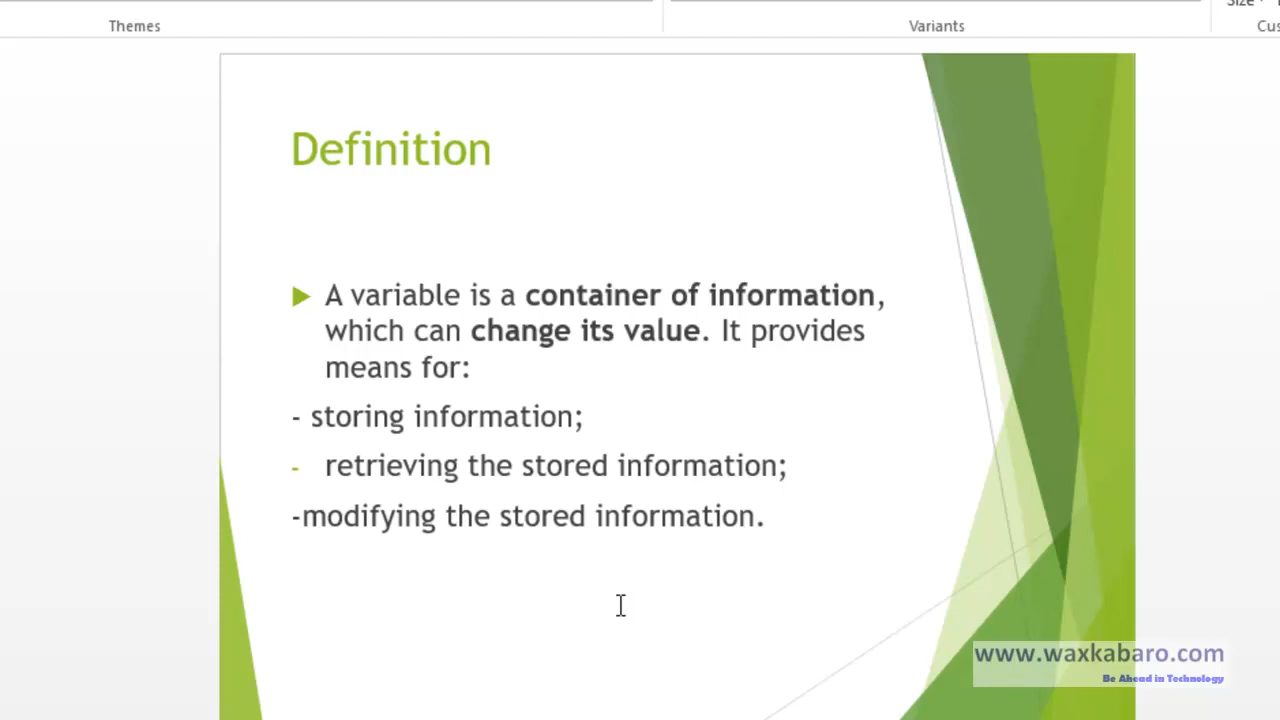 Size
Themes
Variants
Definition
A variable is a container of information,
which can change its value. It provides
means for:
- storing information;
- retrieving the stored information;
-modifying the stored information.
www.waxkabaro.com
Be Ahead in Technology